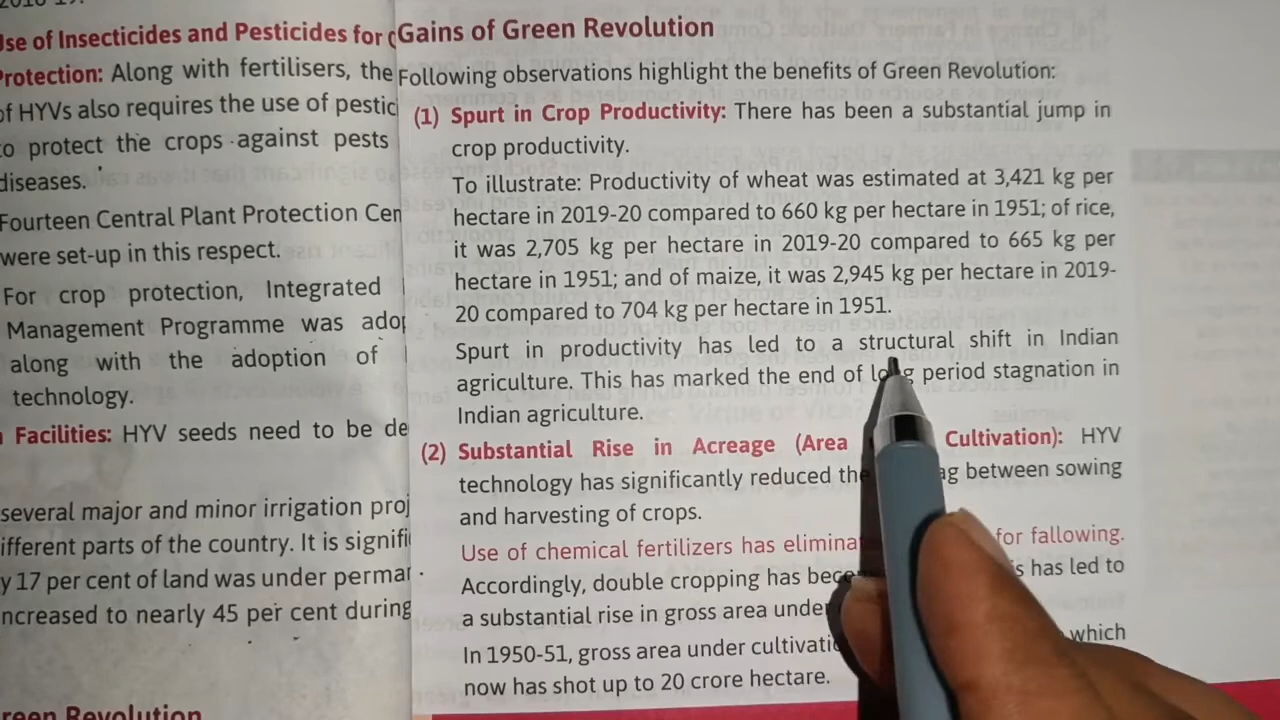 2018-19.
Use of Insecticides and Pesticides for
Protection: Along with fertilisers, the
of HYVs also requires the use of
to protect the crops against pests
diseases.
Fourteen Central Plant Protection
were set-up in this respect.
For crop protection, Integrated
Management Programme was
along with the adoption of
technology.
Facilities: HYV seeds need to be
several major and minor irrigation
ifferent parts of the country. It is
y 17 per cent of land was under
ncreased to nearly 45 per cent during
reen Revolution
Gains of Green Revolution
Following observations highlight the benefits of Green Revolution:
(1) Spurt in Crop Productivity: There has been a substantial jump in
crop productivity.
To illustrate: Productivity of wheat was estimated at 3,421 kg per
hectare in 2019-20 compared to 660 kg per hectare in 1951; of rice,
it was 2,705 kg per hectare in 2019-20 compared to 665 kg per
hectare in 1951; and of maize, it was 2,945 kg per hectare in 2019-
20 compared to 704 kg per hectare in 1951.
Spurt in productivity has led to a structural shift in Indian
agriculture. This has marked the end of long period stagnation in
Indian agriculture.
(2) Substantial Rise in Acreage (Area Cultivation): HYV
technology has significantly reduced the between sowing
and harvesting of crops.
Use of chemical fertilizers has for fallowing.
Accordingly, double cropping has has led to
a substantial rise in gross area under
In 1950-51, gross area under which
now has shot up to 20 crore hectare.